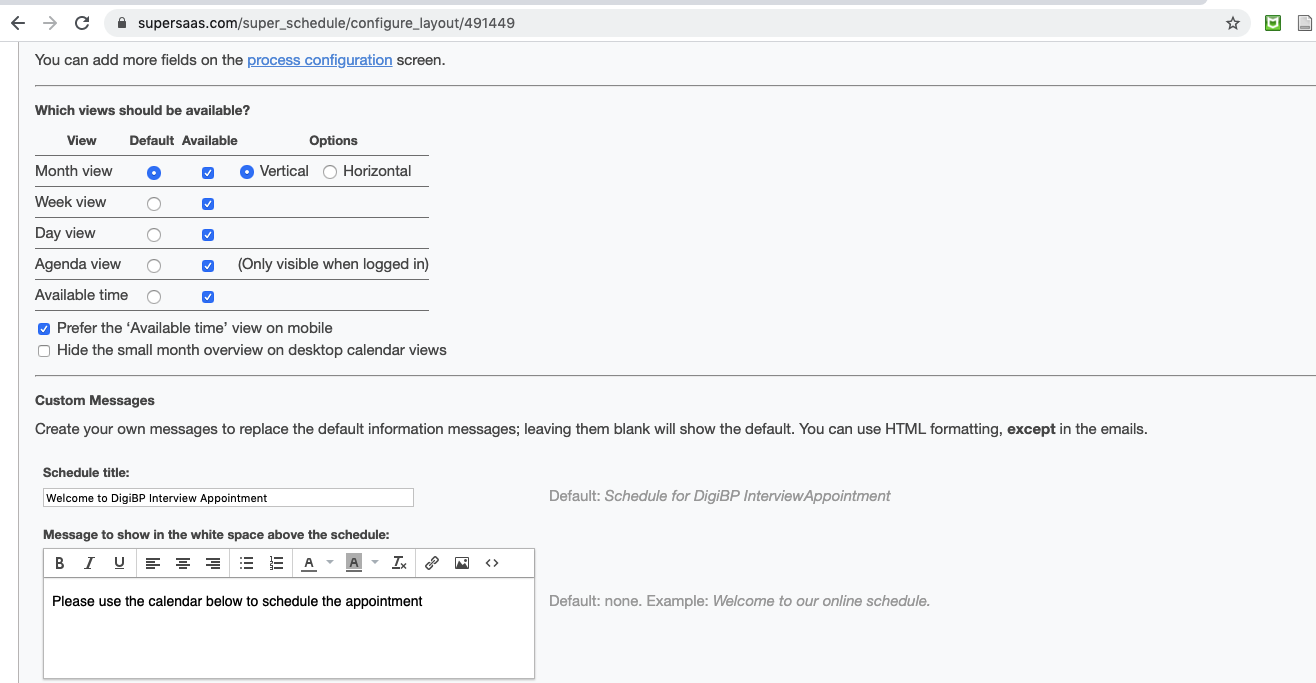 supersaas.com/super_schedule/configure_layout/491449
You can add more fields on the process configuration screen.
Which views should be available?
View Default Available Options
Month view Vertical Horizontal
Week view
Day view
Agenda view (Only visible when logged in)
Available time
Prefer the ‘Available time’ view on mobile
Hide the small month overview on desktop calendar views
Custom Messages
Create your own messages to replace the default information messages; leaving them blank will show the default. You can use HTML formatting, except in the emails.
Schedule title:
Welcome to DigiBP Interview Appointment Default: Schedule for DigiBP InterviewAppointment
Message to show in the white space above the schedule:
B I U A A Tx <>
Please use the calendar below to schedule the appointment Default: none. Example: Welcome to our online schedule.